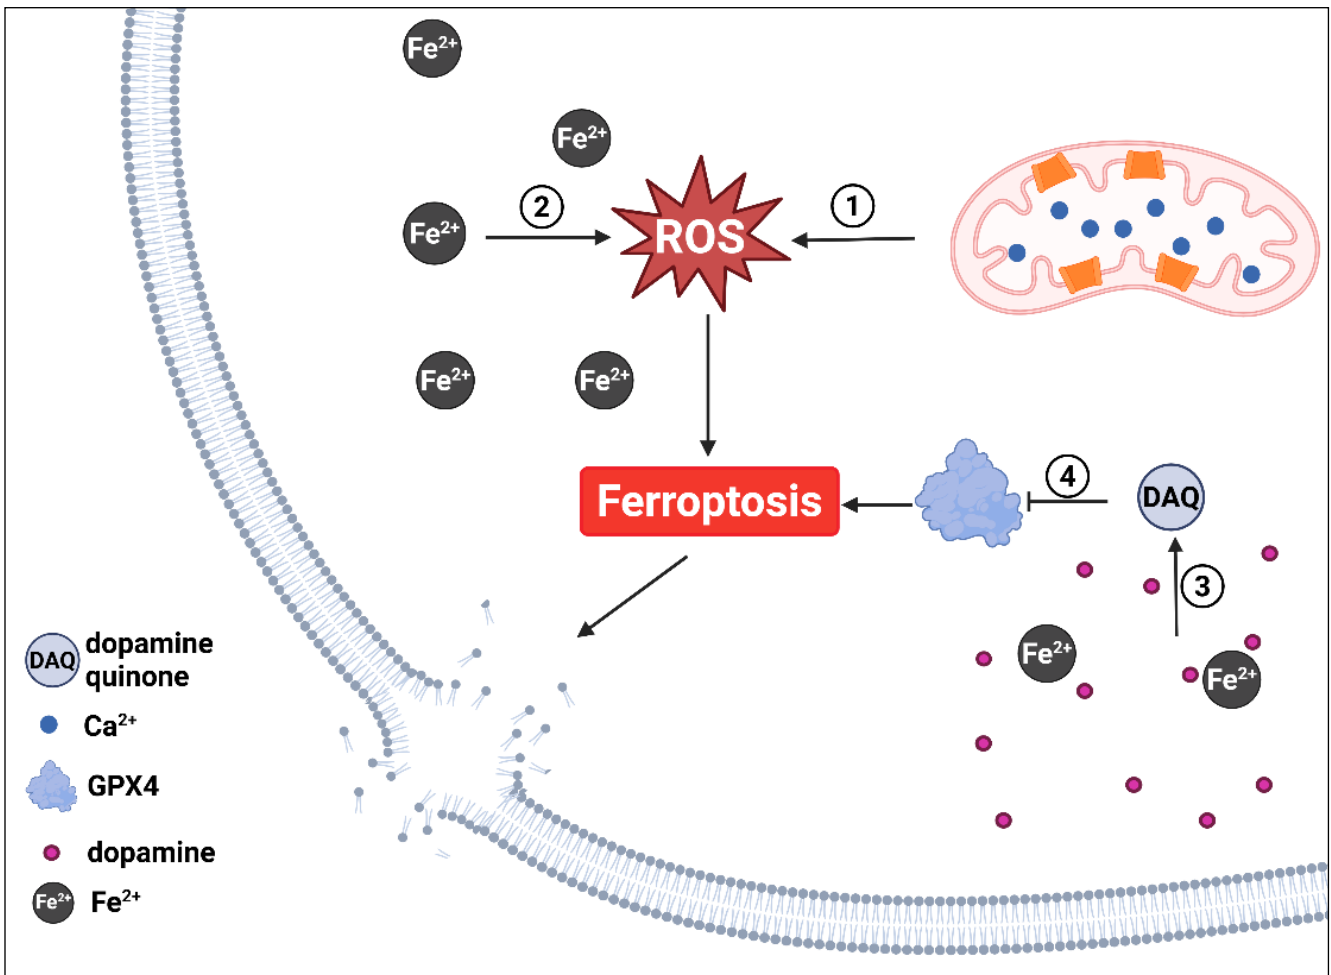 Fe²⁺
Fe²⁺
Fe²⁺
2
ROS
1
Fe²⁺
Fe²⁺
Ferroptosis
4
DAQ
3
Fe²⁺
Fe²⁺
DAQ
dopamine
quinone
Ca²⁺
GPX4
dopamine
Fe²⁺
Fe²⁺